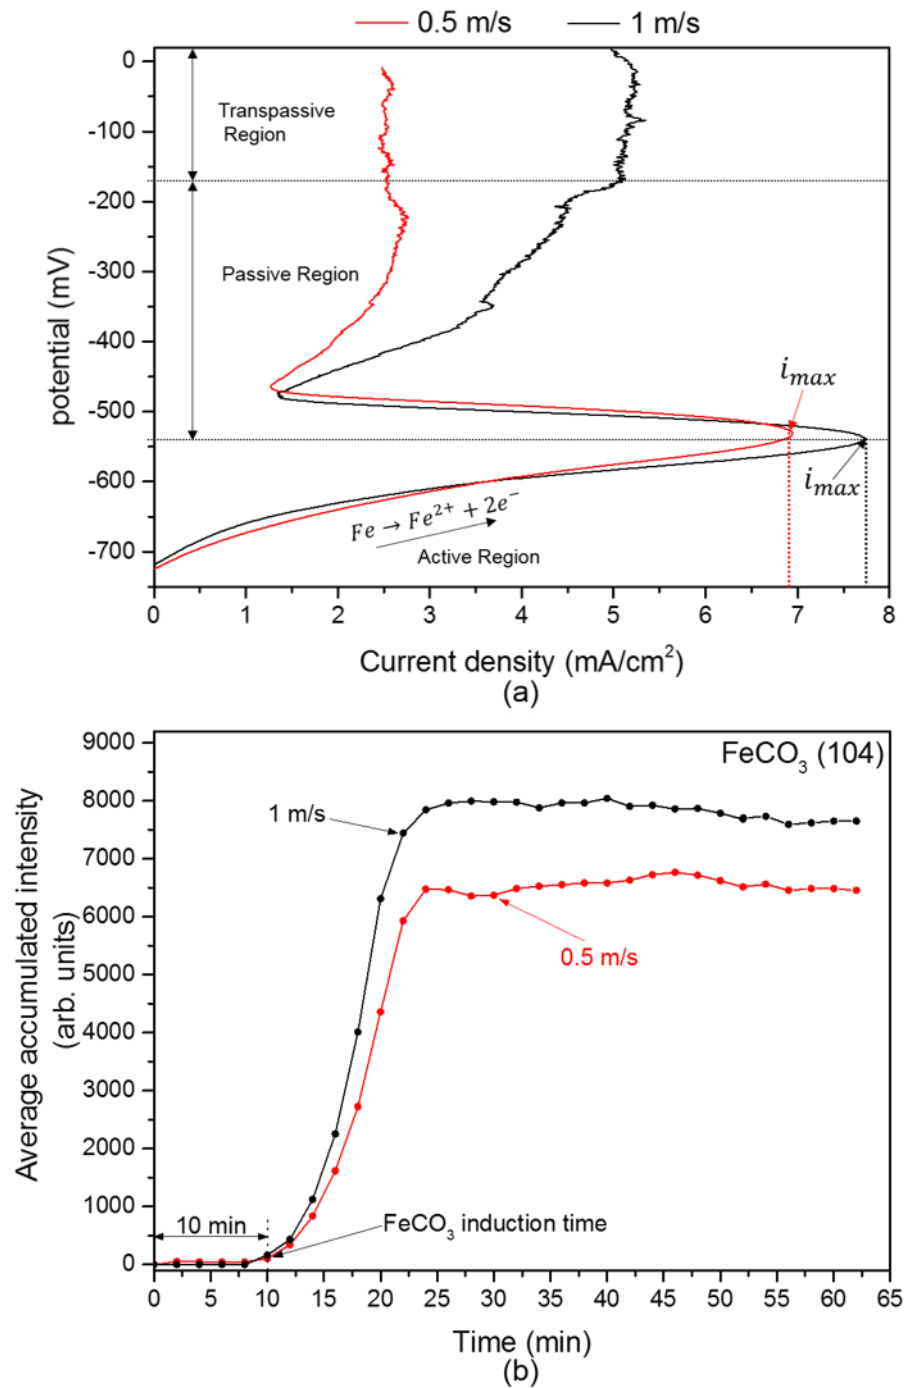 0.5 m/s 1 m/s
0
-100
-200
-300
-400
-500
-600
-700
potential (mV)
Transpassive
Region
Passive Region
i_max
i_max
Fe → Fe²⁺ + 2e⁻
Active Region
0 1 2 3 4 5 6 7 8
Current density (mA/cm²)
(a)
9000
8000
7000
6000
5000
4000
3000
2000
1000
0
Average accumulated intensity
(arb. units)
FeCO₃ (104)
1 m/s
0.5 m/s
10 min
FeCO₃ induction time
0 5 10 15 20 25 30 35 40 45 50 55 60 65
Time (min)
(b)